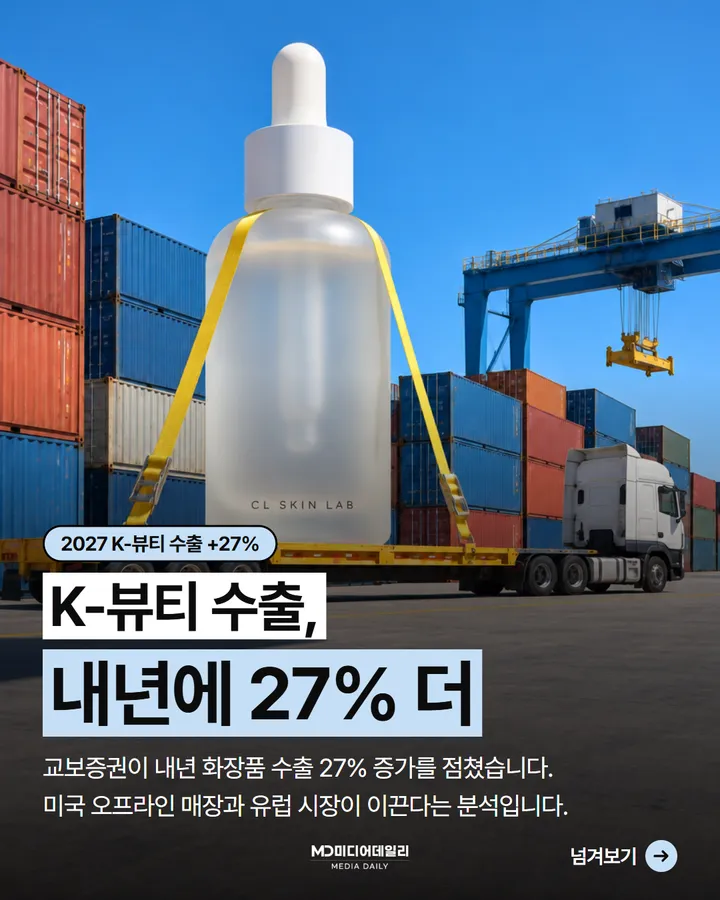 CL SKIN LAB
2027 K-뷰티 수출 +27%
K-뷰티 수출,
내년에 27% 더
교보증권이 내년 화장품 수출 27% 증가를 점쳤습니다.
미국 오프라인 매장과 유럽 시장이 이끈다는 분석입니다.
MD미디어데일리
MEDIA DAILY
넘겨보기